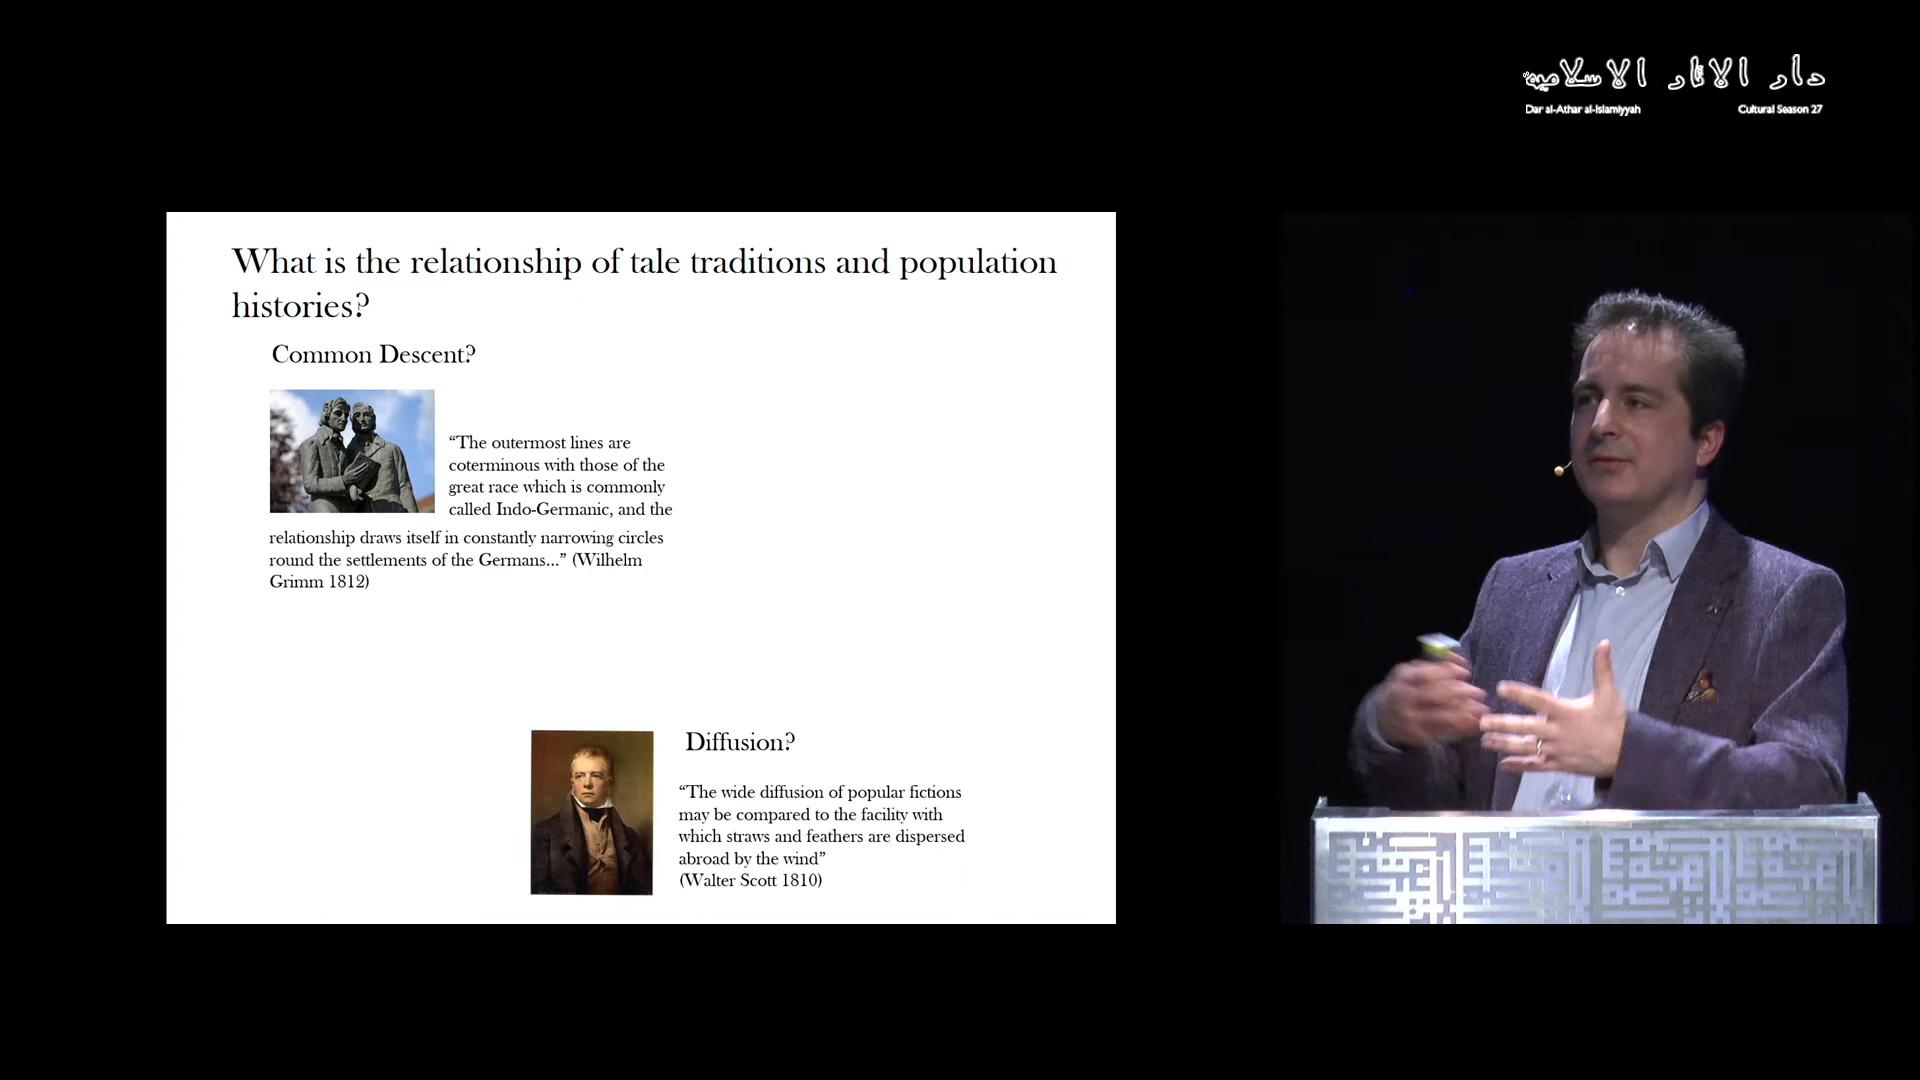 دار الآثار الاسلامية
Dar al-Athar al-Islamiyyah
Cultural Season 27
What is the relationship of tale traditions and population
histories?
Common Descent?
“The outermost lines are
coterminous with those of the
great race which is commonly
called Indo-Germanic, and the
relationship draws itself in constantly narrowing circles
round the settlements of the Germans...” (Wilhelm
Grimm 1812)
Diffusion?
“The wide diffusion of popular fictions
may be compared to the facility with
which straws and feathers are dispersed
abroad by the wind”
(Walter Scott 1810)